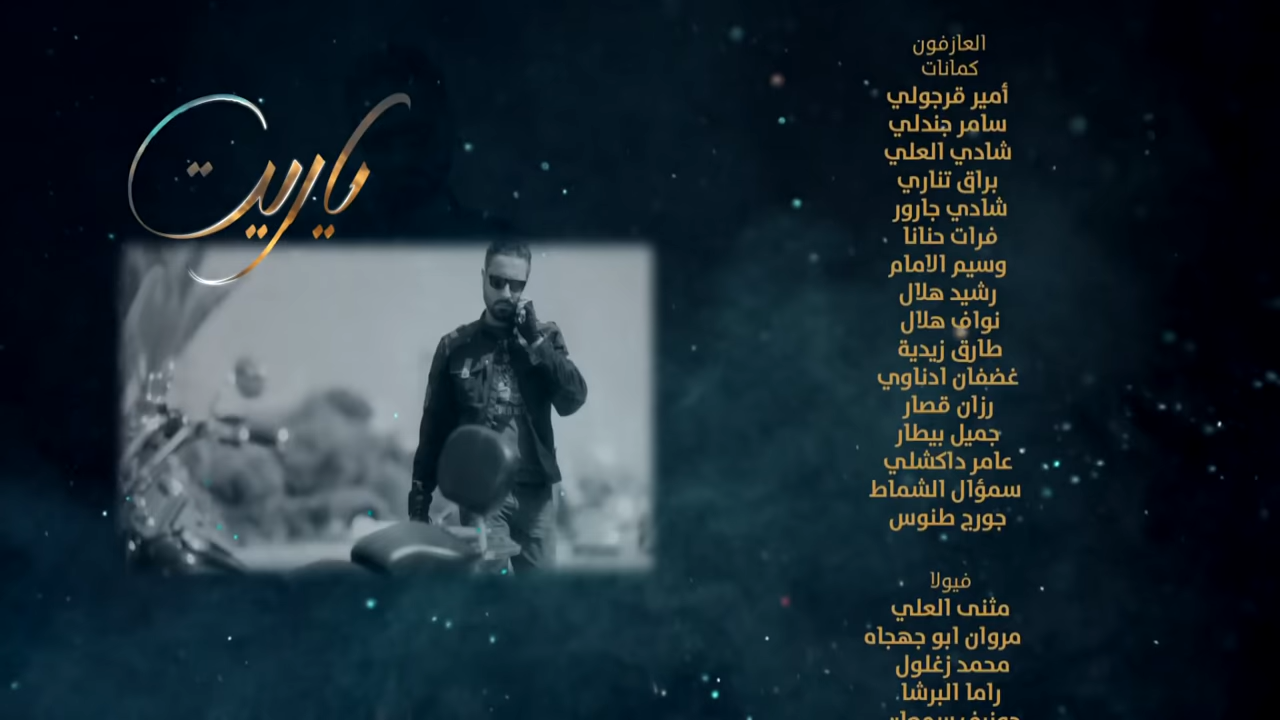 ياريت
العازفون
كمانات
أمير قرجولي
سامر جندلي
شادي العلي
براق تناري
شادي جارور
فرات حنانا
وسيم الامام
رشيد هلال
نواف هلال
طارق زيدية
غضفان ادناوي
رزان قصار
جميل بيطار
عامر داكشلي
سمؤال الشماط
جورج طنوس
فيولا
مثنى العلي
مروان ابو جهجاه
محمد زغلول
راما البرشا